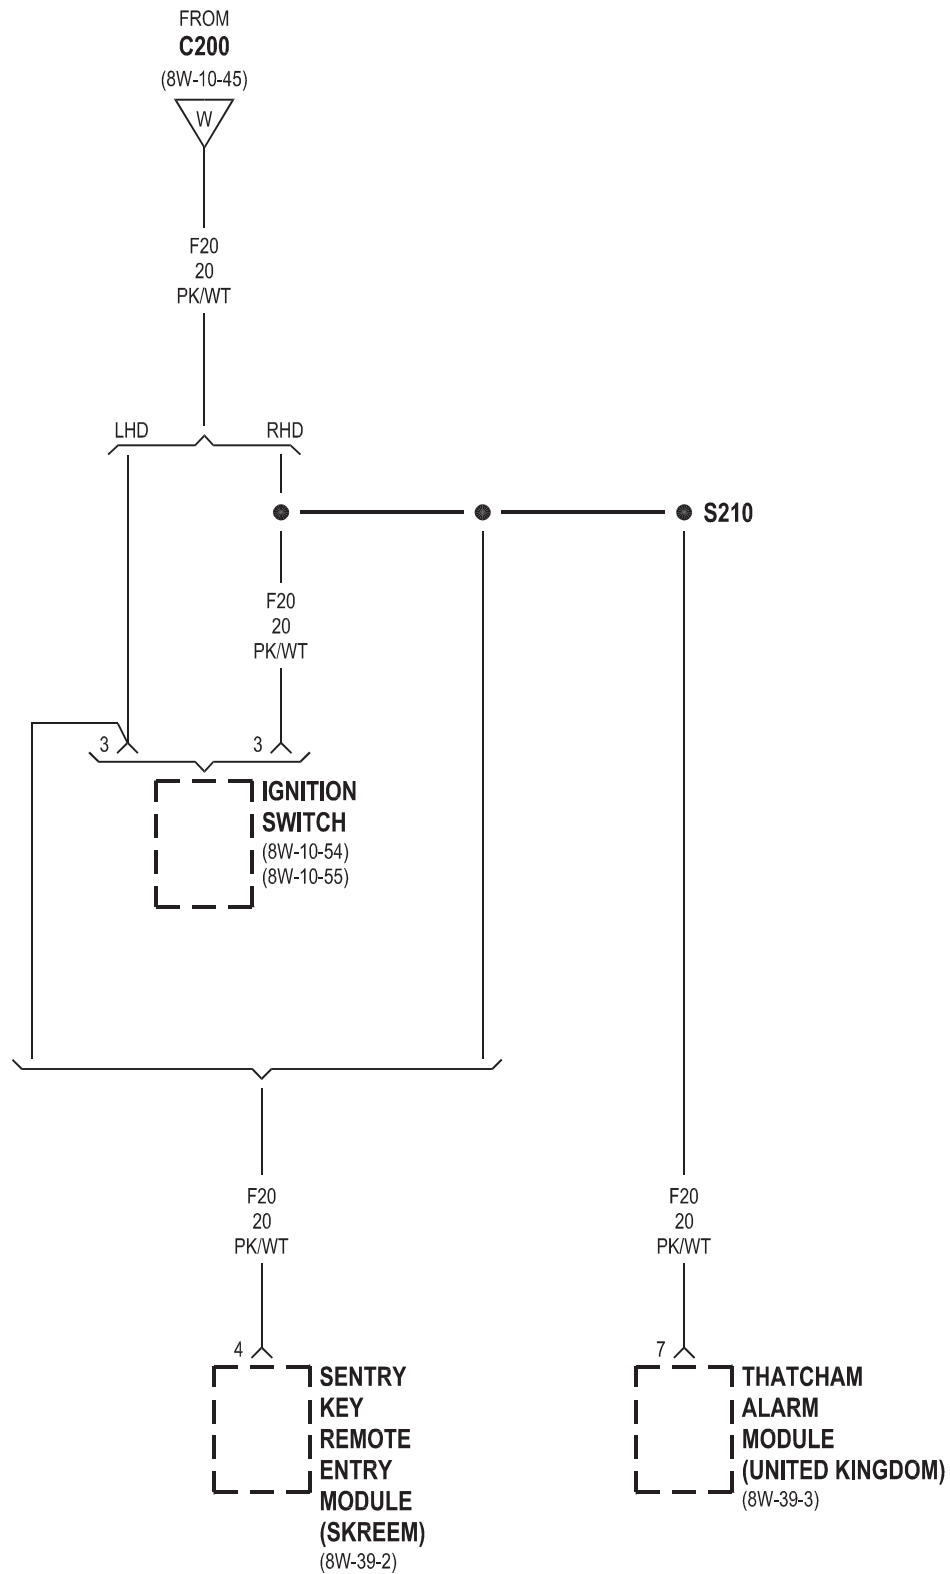 FROM
C200
(8W-10-45)
W
F20
20
PK/WT
LHD
RHD
S210
F20
20
PK/WT
3
3
IGNITION
SWITCH
(8W-10-54)
(8W-10-55)
F20
20
PK/WT
F20
20
PK/WT
4
SENTRY
KEY
REMOTE
ENTRY
MODULE
(SKREEM)
(8W-39-2)
7
THATCHAM
ALARM
MODULE
(UNITED KINGDOM)
(8W-39-3)